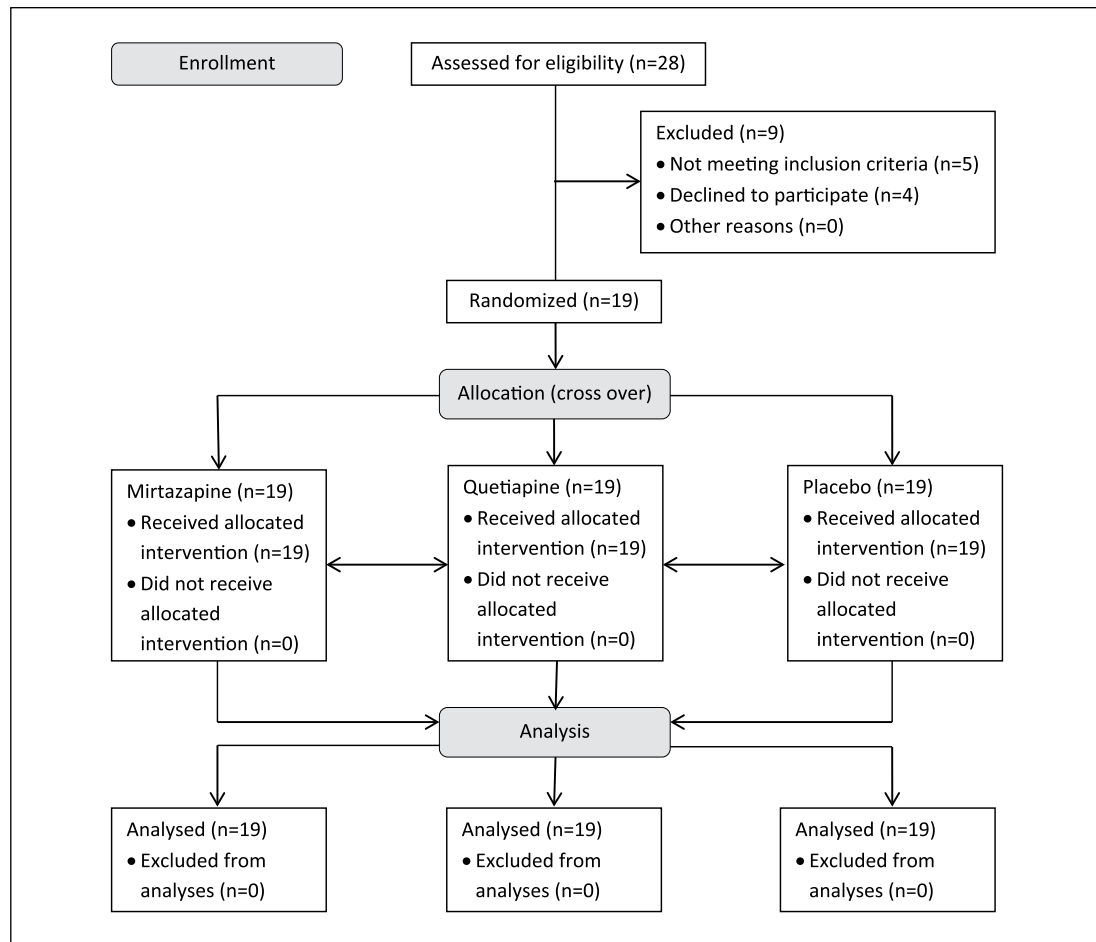 Enrollment
Assessed for eligibility (n=28)
Excluded (n=9)
• Not meeting inclusion criteria (n=5)
• Declined to participate (n=4)
• Other reasons (n=0)
Randomized (n=19)
Allocation (cross over)
Mirtazapine (n=19)
• Received allocated
intervention (n=19)
• Did not receive
allocated
intervention (n=0)
Quetiapine (n=19)
• Received allocated
intervention (n=19)
• Did not receive
allocated
intervention (n=0)
Placebo (n=19)
• Received allocated
intervention (n=19)
• Did not receive
allocated
intervention (n=0)
Analysis
Analysed (n=19)
• Excluded from
analyses (n=0)
Analysed (n=19)
• Excluded from
analyses (n=0)
Analysed (n=19)
• Excluded from
analyses (n=0)